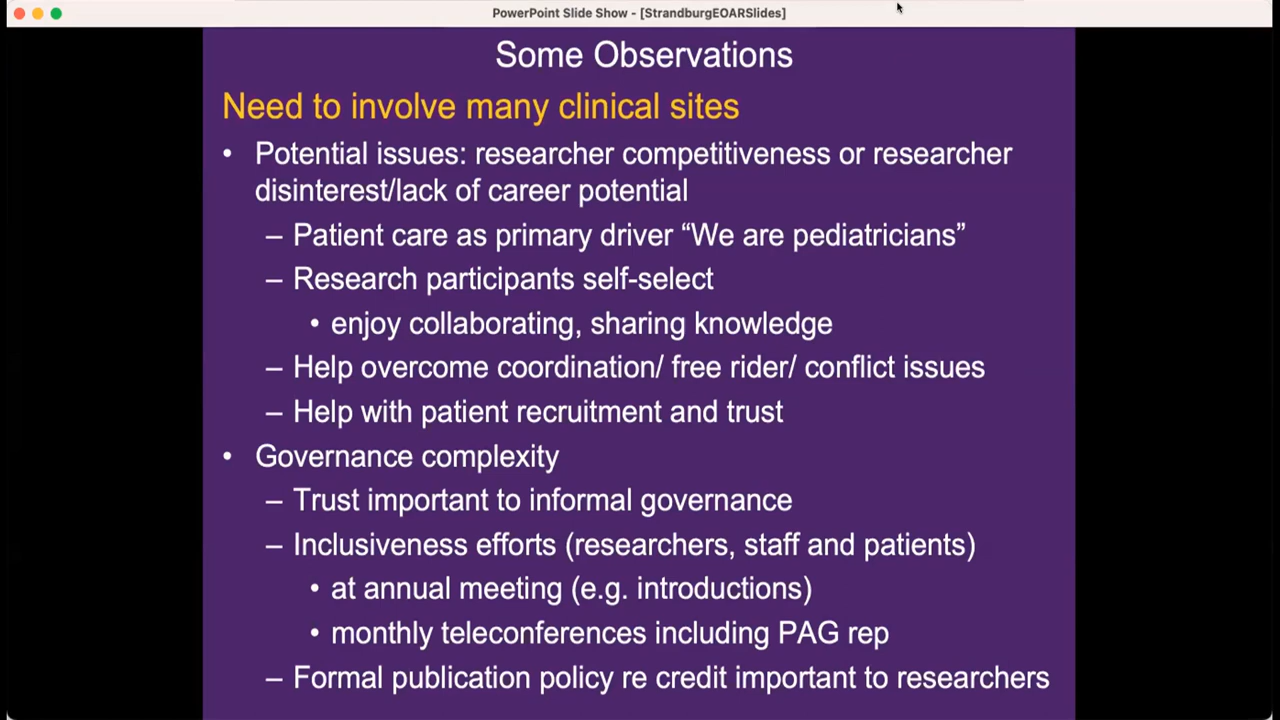 PowerPoint Slide Show - [StrandburgEOARSlides]
Some Observations
Need to involve many clinical sites
• Potential issues: researcher competitiveness or researcher
disinterest/lack of career potential
– Patient care as primary driver “We are pediatricians”
– Research participants self-select
• enjoy collaborating, sharing knowledge
– Help overcome coordination/ free rider/ conflict issues
– Help with patient recruitment and trust
• Governance complexity
– Trust important to informal governance
– Inclusiveness efforts (researchers, staff and patients)
• at annual meeting (e.g. introductions)
• monthly teleconferences including PAG rep
– Formal publication policy re credit important to researchers